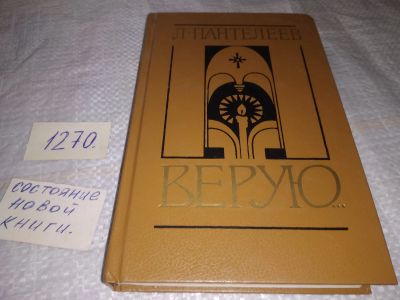 Л·ПАНТЕЛЕЕВ
ВЕРУЮ...
1270.
СОСТОЯНИЕ
НОВОЙ
КНИГИ.